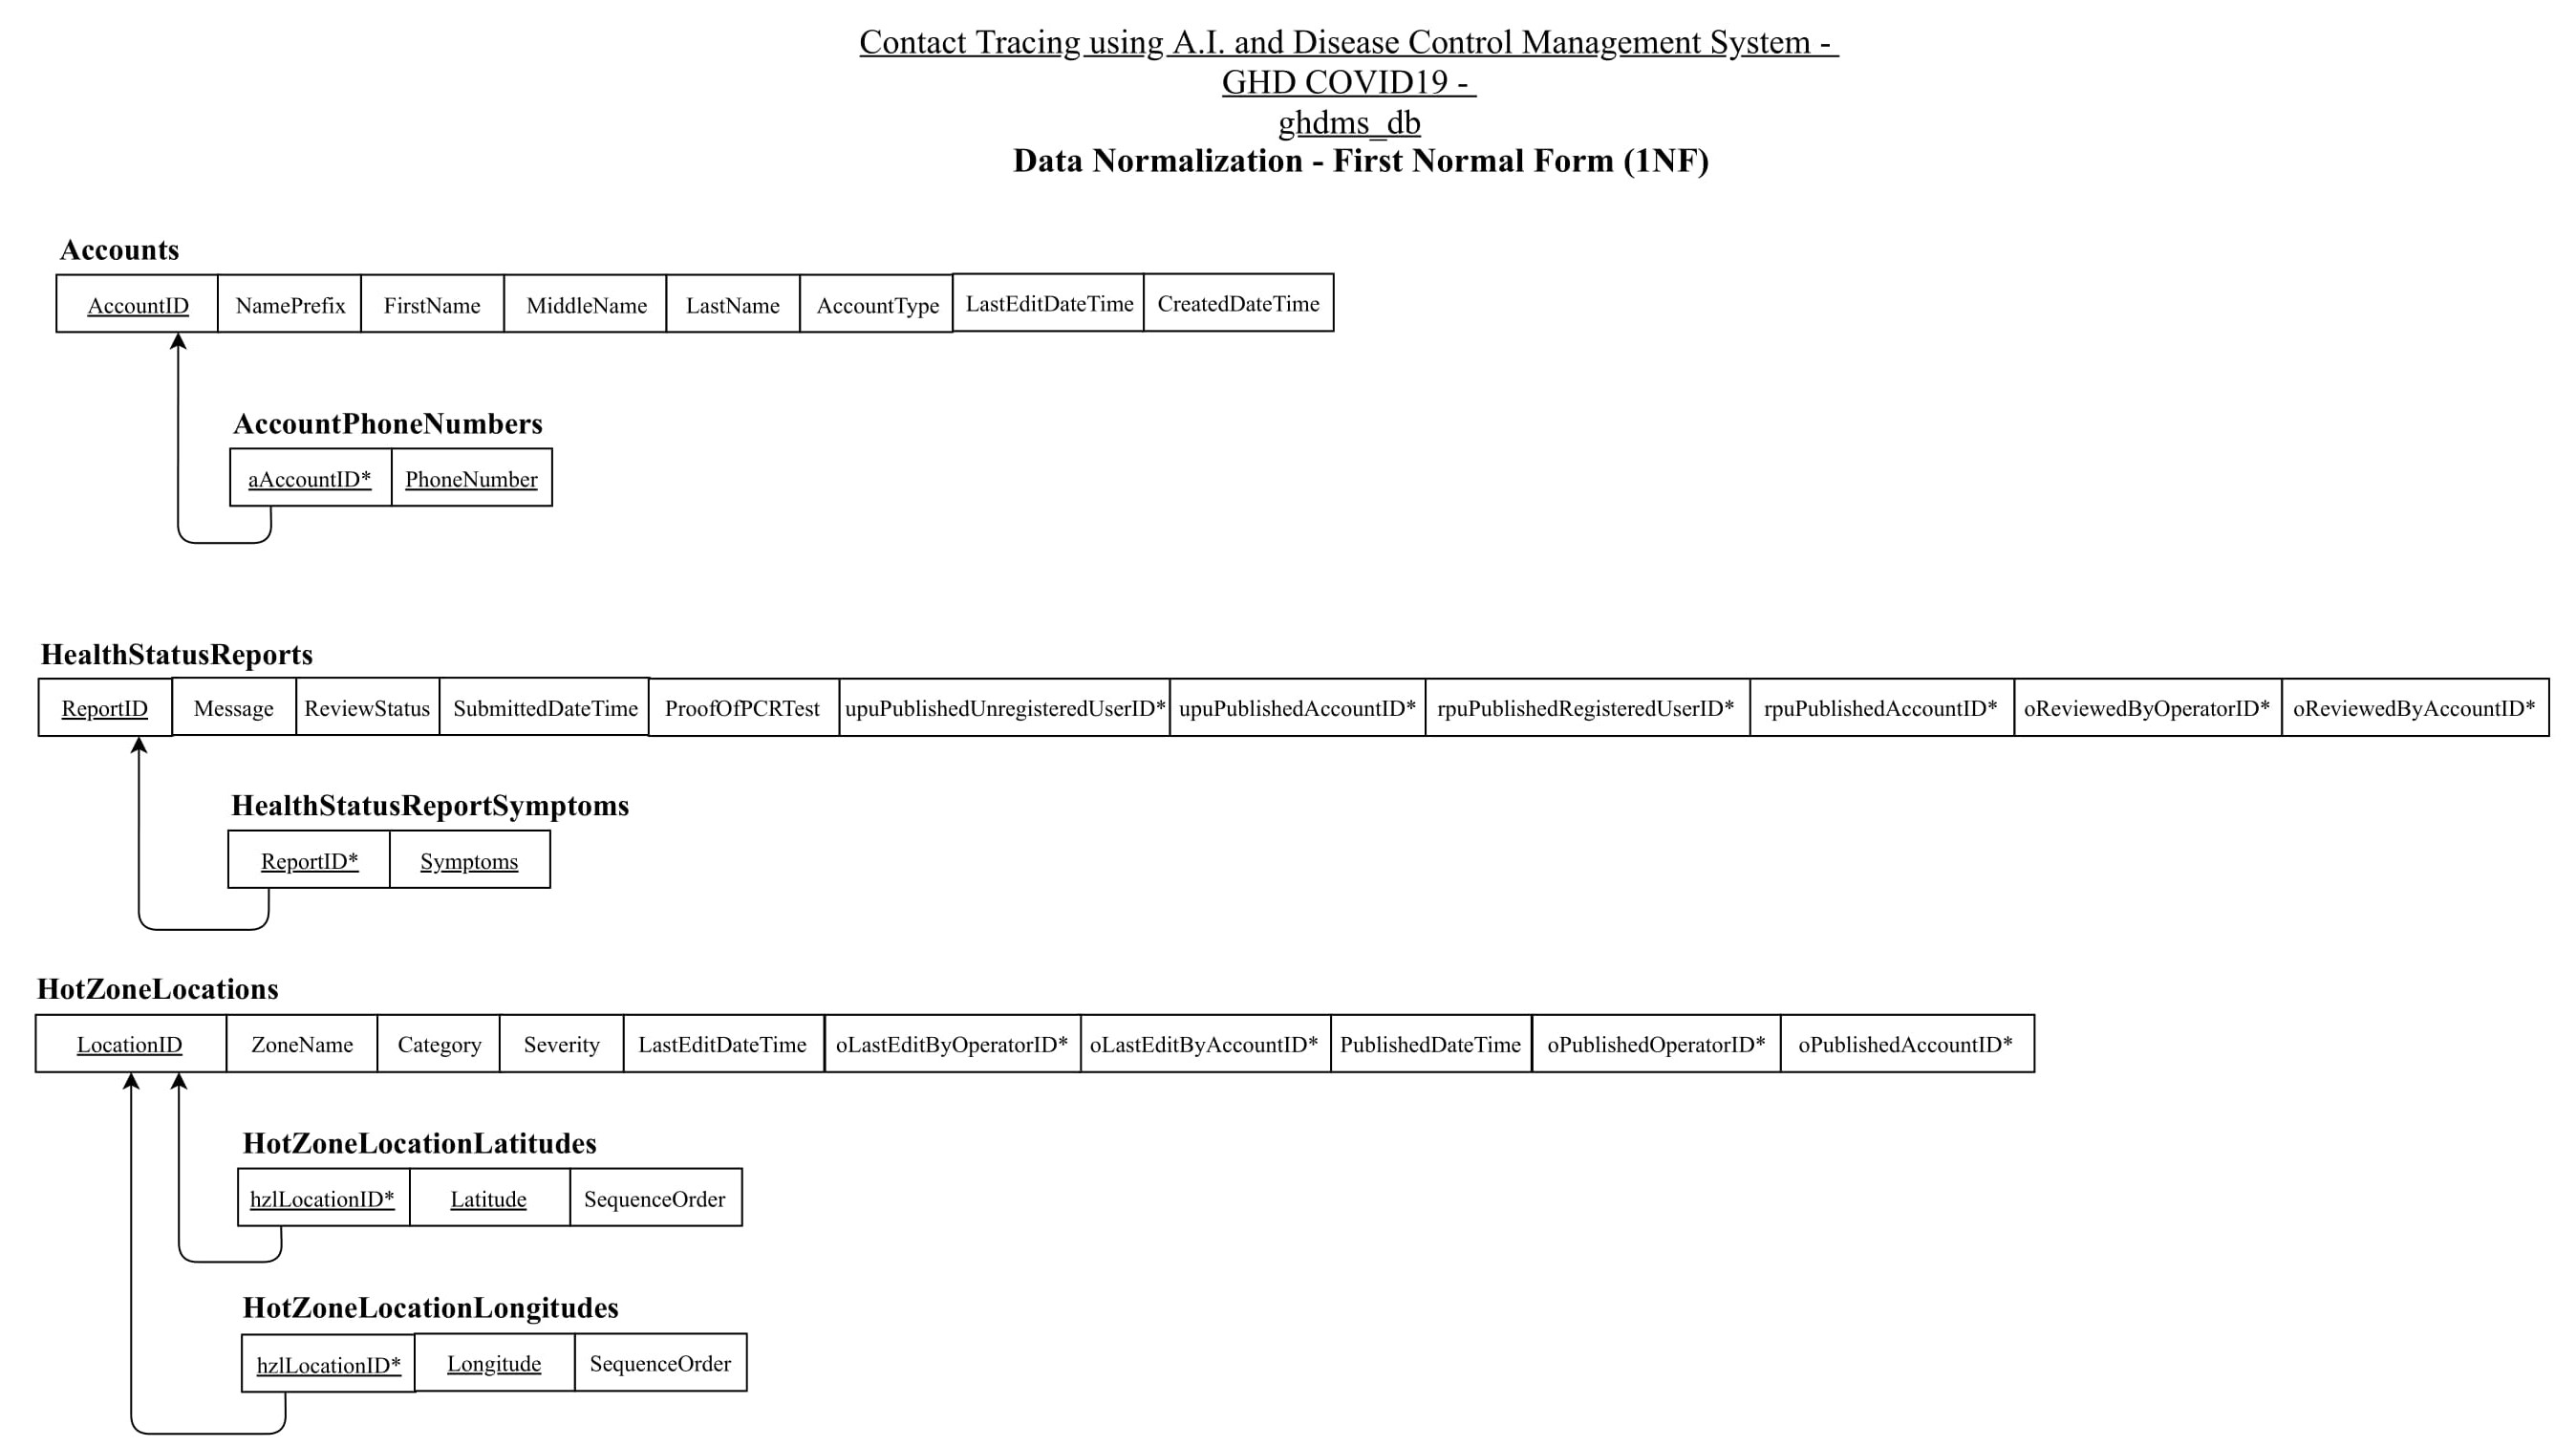 Contact Tracing using A.I. and Disease Control Management System -
GHD COVID19 -
ghdms_db
Data Normalization - First Normal Form (1NF)
Accounts
AccountID NamePrefix FirstName MiddleName LastName AccountType LastEditDateTime CreatedDateTime
AccountPhoneNumbers
aAccountID* PhoneNumber
HealthStatusReports
ReportID Message ReviewStatus SubmittedDateTime ProofOfPCRTest upuPublishedUnregisteredUserID* upuPublishedAccountID* rpuPublishedRegisteredUserID* rpuPublishedAccountID* oReviewedByOperatorID* oReviewedByAccountID*
HealthStatusReportSymptoms
ReportID* Symptoms
HotZoneLocations
LocationID ZoneName Category Severity LastEditDateTime oLastEditByOperatorID* oLastEditByAccountID* PublishedDateTime oPublishedOperatorID* oPublishedAccountID*
HotZoneLocationLatitudes
hzlLocationID* Latitude SequenceOrder
HotZoneLocationLongitudes
hzlLocationID* Longitude SequenceOrder